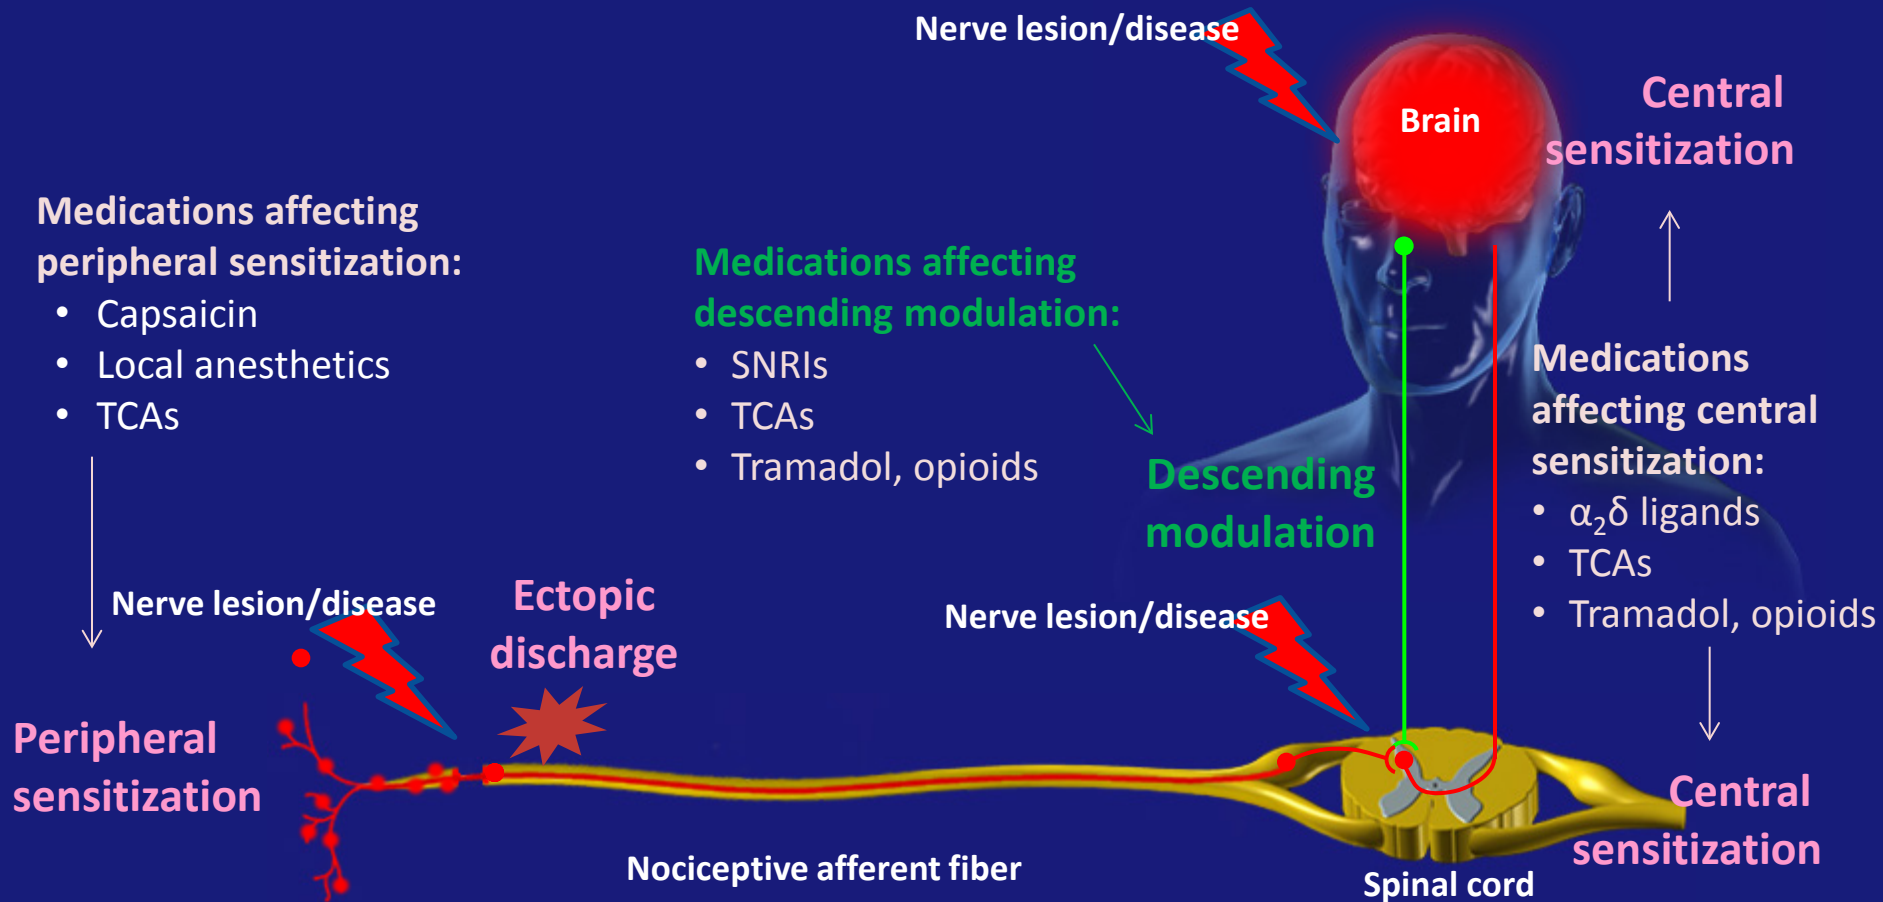 Nerve lesion/disease
Brain
Central
sensitization
Medications affecting
peripheral sensitization:
• Capsaicin
• Local anesthetics
• TCAs
Medications affecting
descending modulation:
• SNRIs
• TCAs
• Tramadol, opioids
Descending
modulation
Medications
affecting central
sensitization:
• α₂δ ligands
• TCAs
• Tramadol, opioids
Nerve lesion/disease
Ectopic
discharge
Nerve lesion/disease
Peripheral
sensitization
Central
sensitization
Nociceptive afferent fiber
Spinal cord